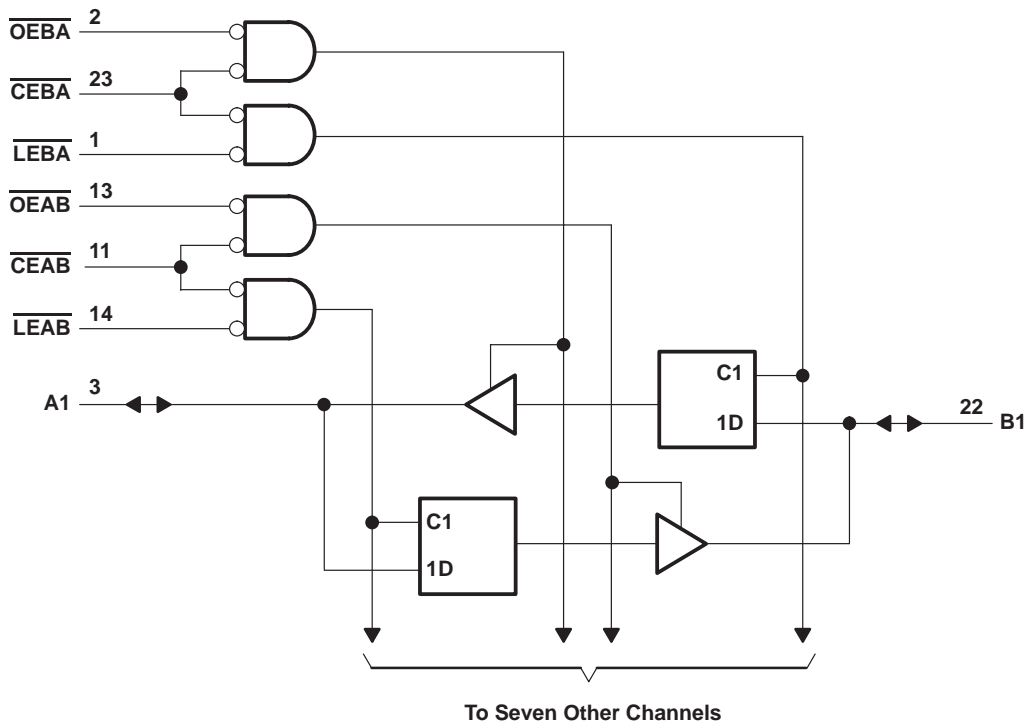 OEBA 2
CEBA 23
LEBA 1
OEAB 13
CEAB 11
LEAB 14
A1 3
C1
1D
22 B1
C1
1D
To Seven Other Channels